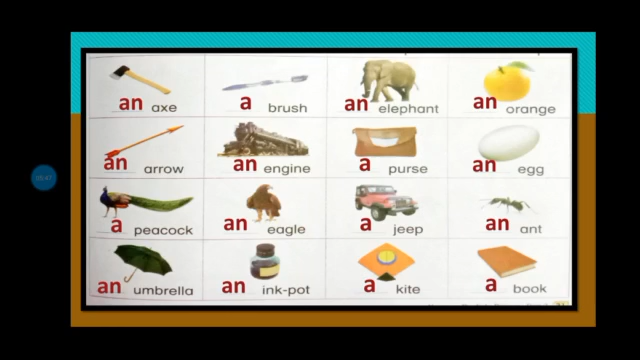 an axe a brush an elephant an orange
an arrow an engine a purse an egg
a peacock an eagle a jeep an ant
an umbrella an ink-pot a kite a book